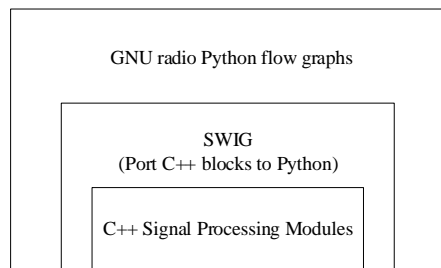 GNU radio Python flow graphs
SWIG
(Port C++ blocks to Python)
C++ Signal Processing Modules